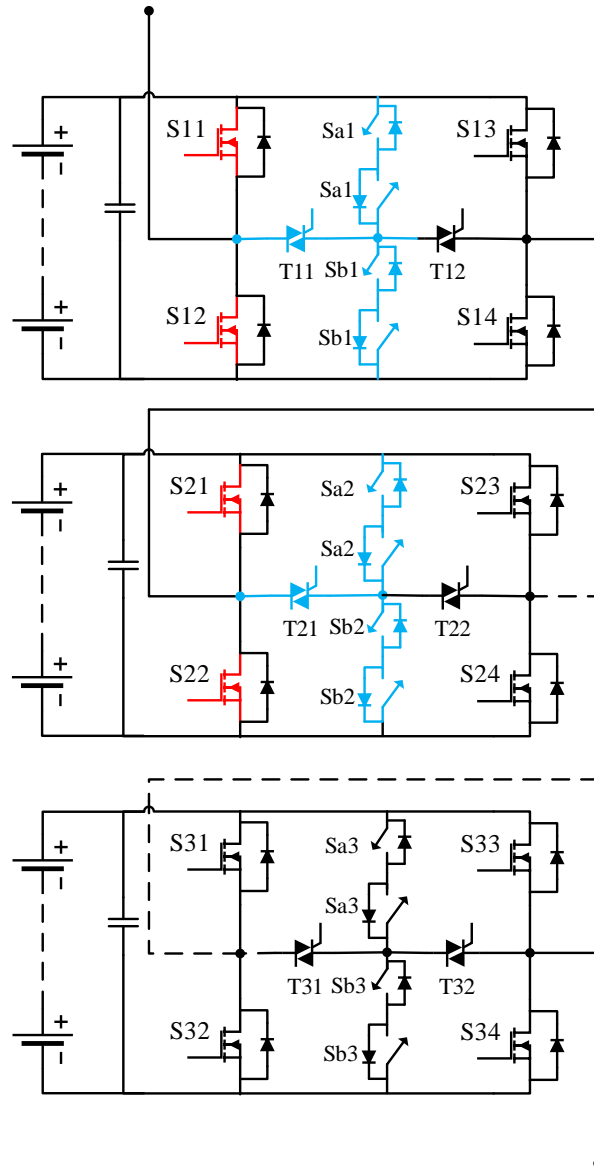 S11
Sa1
S13
+
−
Sa1
T11
Sb1
T12
S12
Sb1
S14
+
−
S21
Sa2
S23
+
−
Sa2
T21
Sb2
T22
S22
Sb2
S24
+
−
S31
Sa3
S33
+
−
Sa3
T31
Sb3
T32
S32
Sb3
S34
+
−